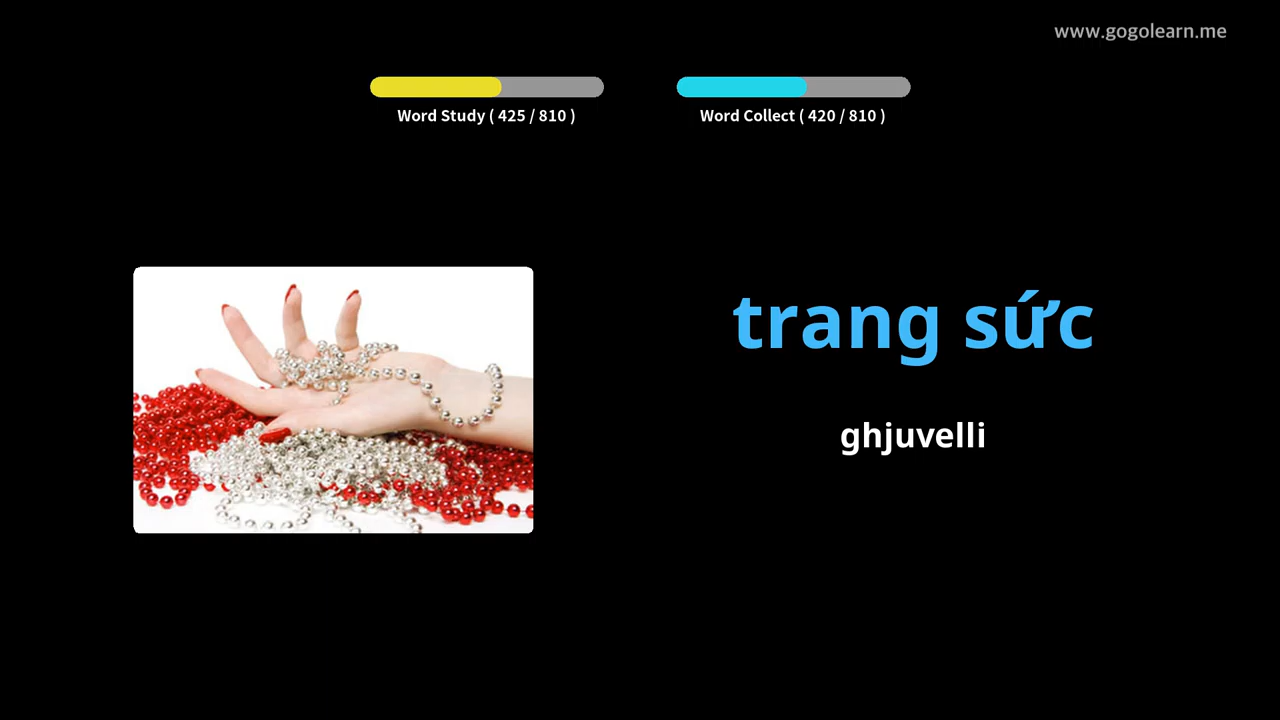 www.gogolearn.me
Word Study ( 425 / 810 )
Word Collect ( 420 / 810 )
trang sức
ghjuvelli